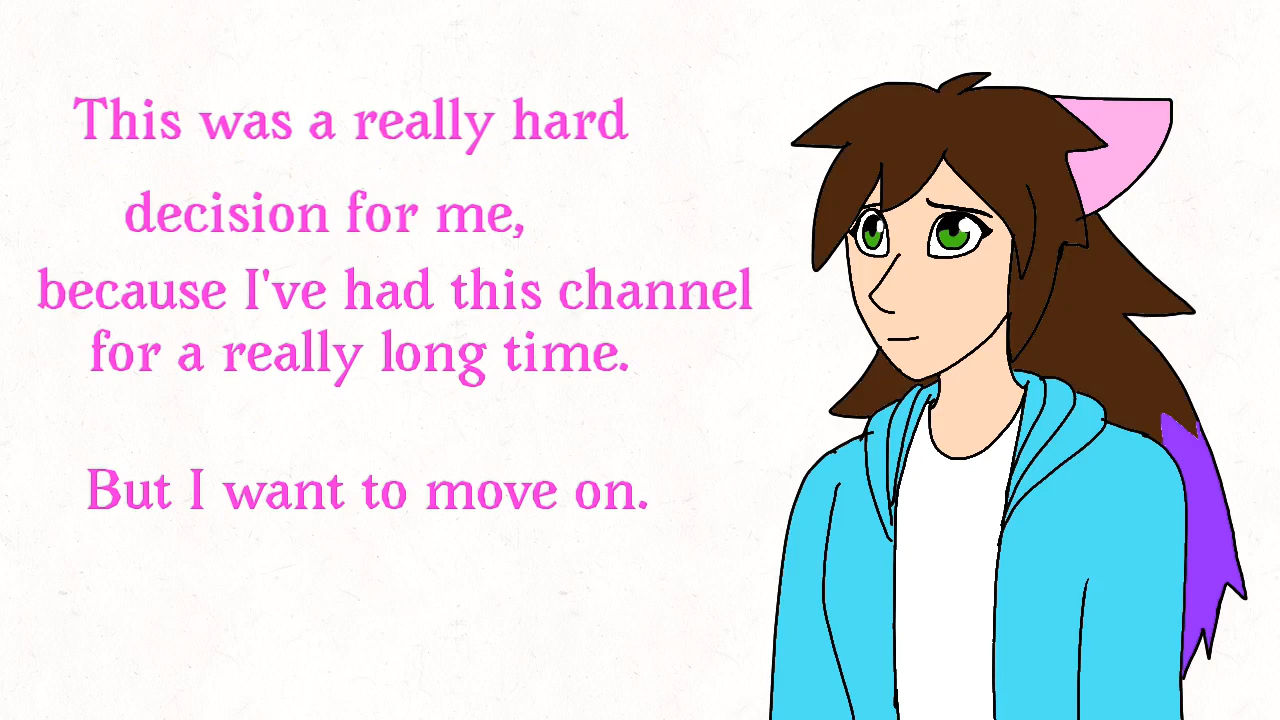 This was a really hard
decision for me,
because I've had this channel
for a really long time.
But I want to move on.